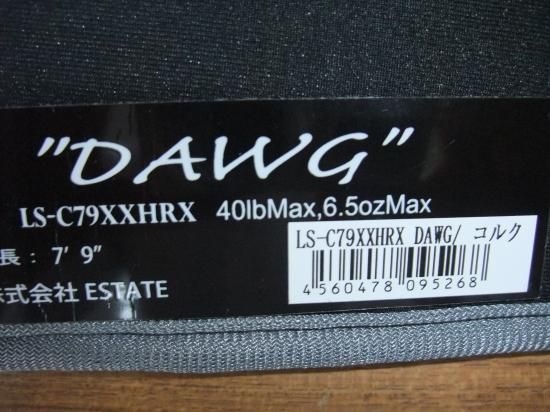 "DAWG"
LS-C79XXHRX 40lbMax,6.5ozMax
長: 7' 9"
LS-C79XXHRX DAWG/ コルク
4560478 095268
株式会社 ESTATE